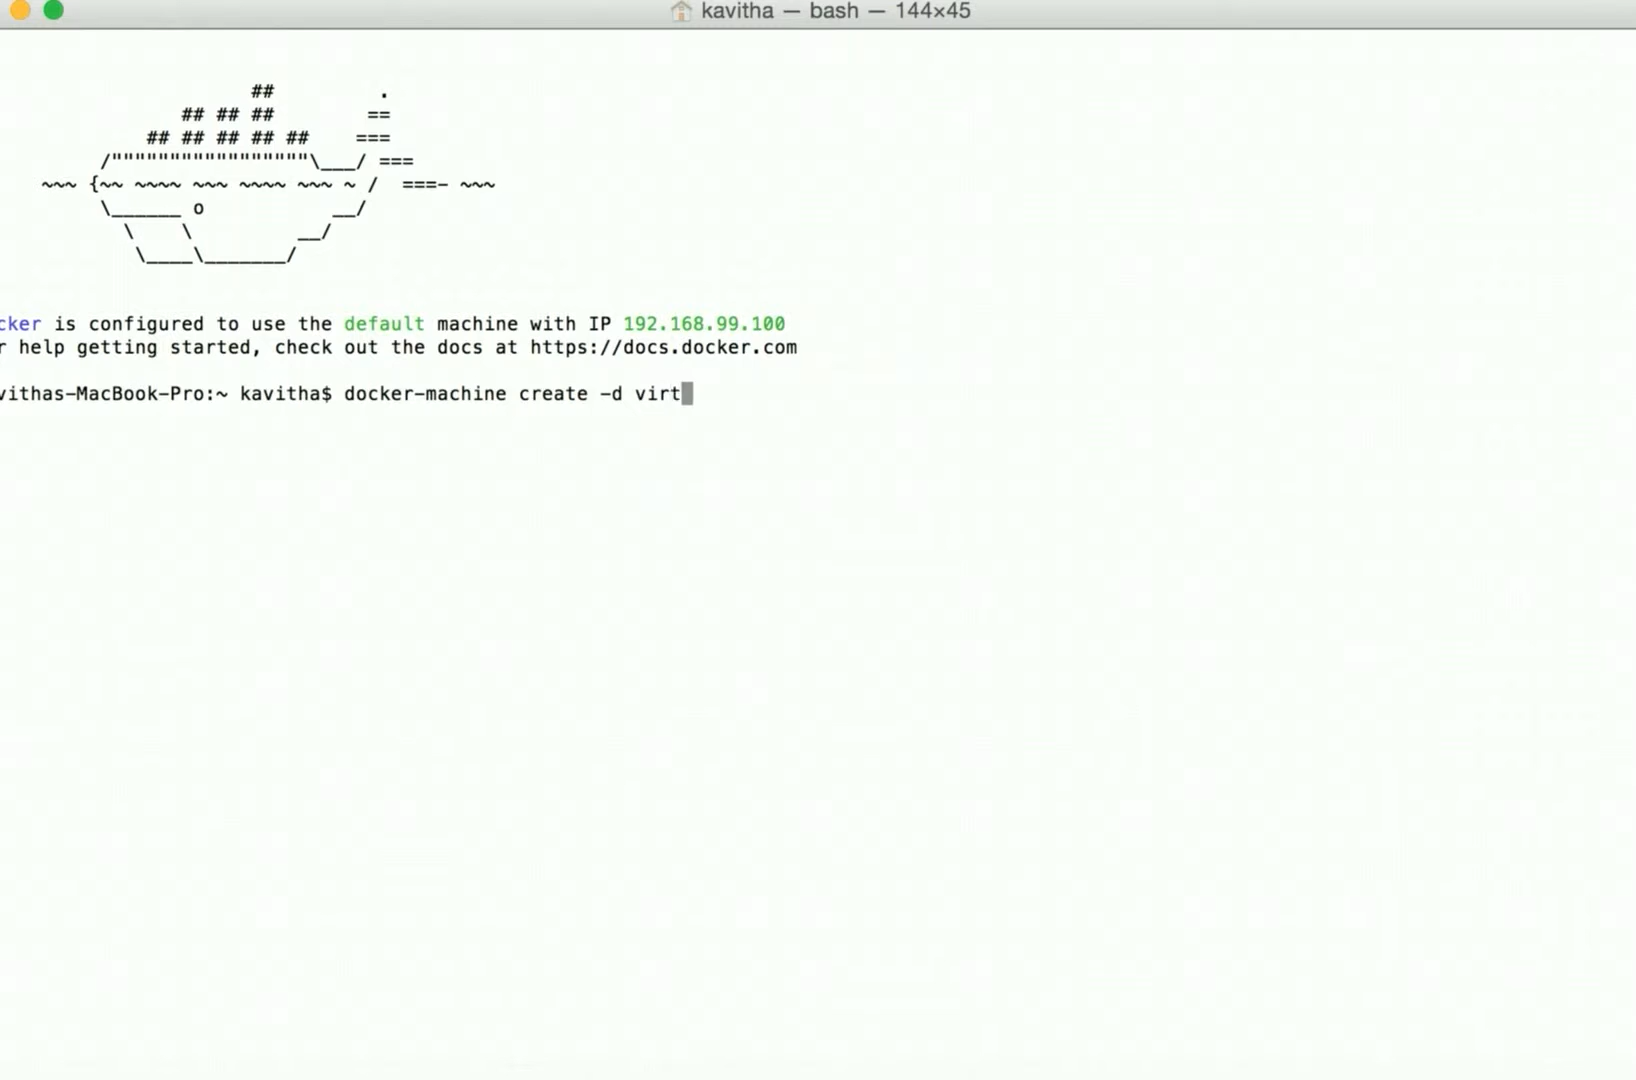 kavitha — bash — 144×45
##         .
## ## ##        ==
## ## ## ## ##    ===
/"""""""""""""""""\___/ ===
~~~ {~~ ~~~~ ~~~ ~~~~ ~~~ ~ /  ===- ~~~
\______ o           __/
\    \         __/
\____\_______/
cker is configured to use the default machine with IP 192.168.99.100
r help getting started, check out the docs at https://docs.docker.com
vithas-MacBook-Pro:~ kavitha$ docker-machine create -d virt